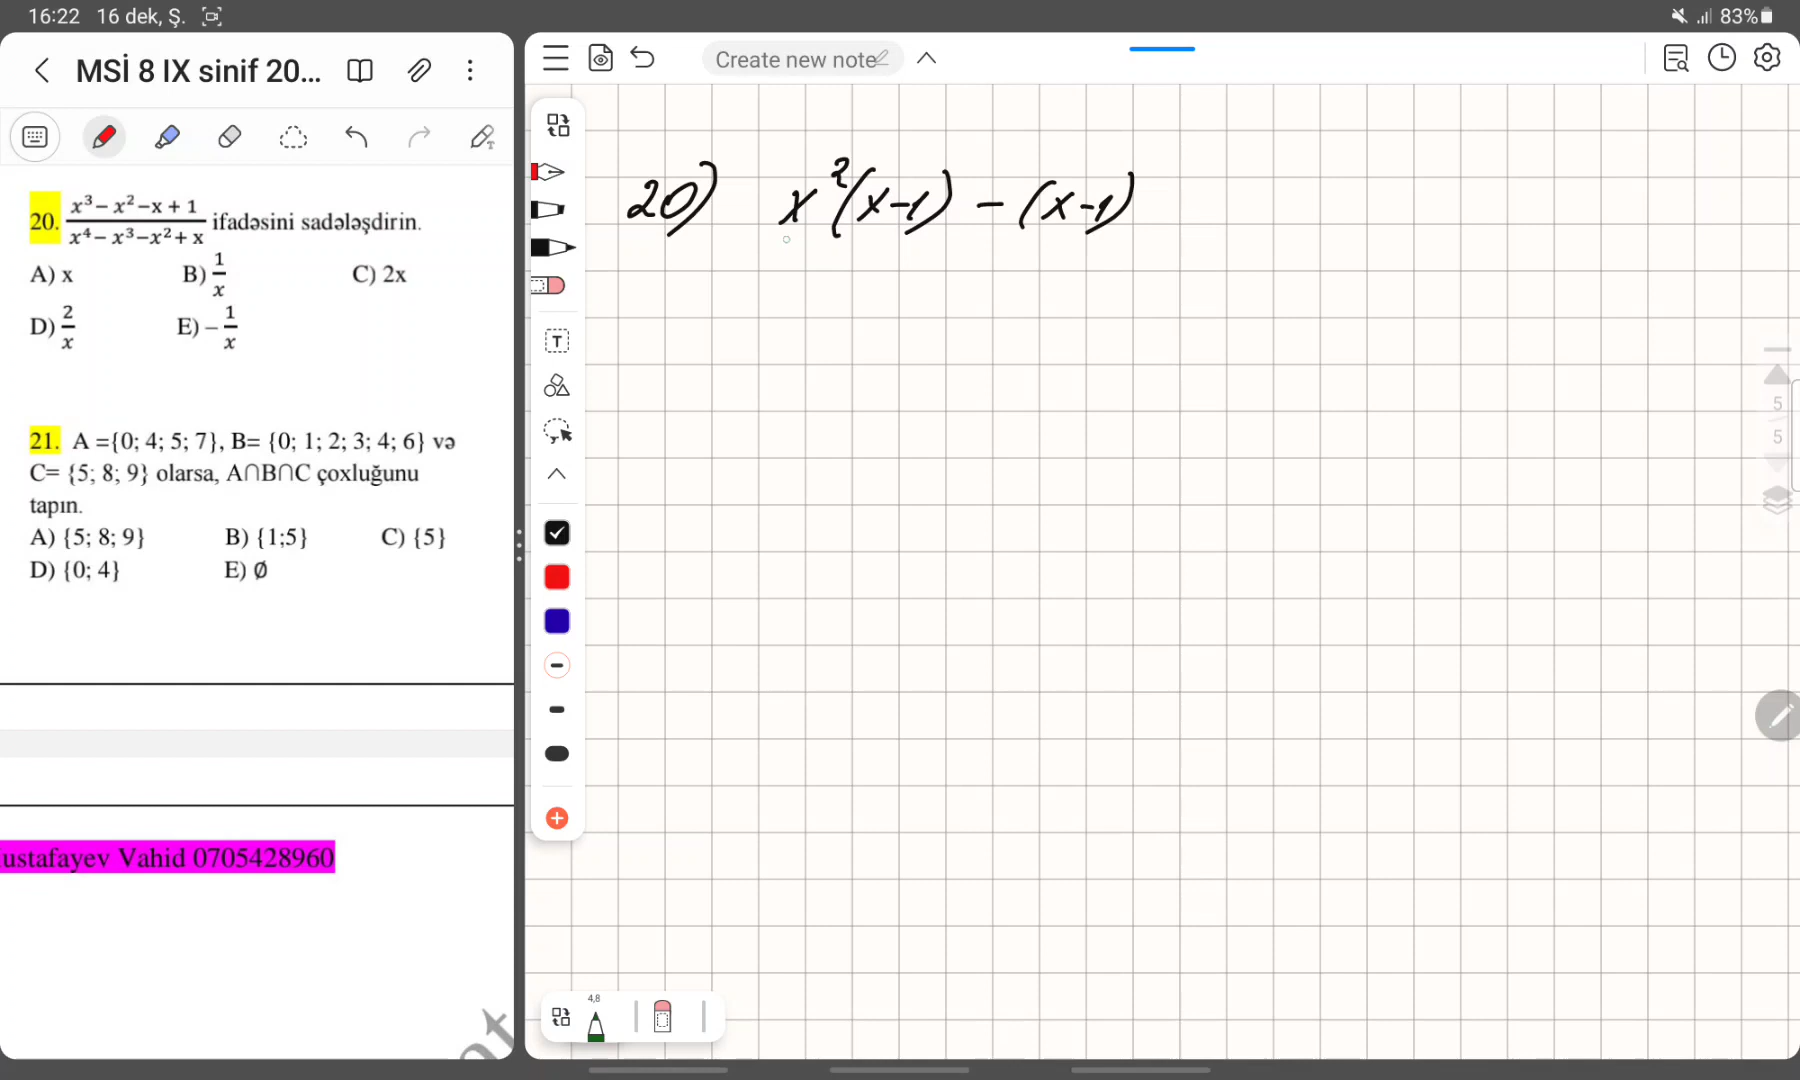 16:22 16 dek, Ş. 83%
MSİ 8 IX sinif 20...
20. x³ – x² –x + 1 / x⁴ – x³ –x² + x ifadəsini sadələşdirin.
A) x B) 1/x C) 2x
D) 2/x E) – 1/x
21. A ={0; 4; 5; 7}, B= {0; 1; 2; 3; 4; 6} və
C= {5; 8; 9} olarsa, A∩B∩C çoxluğunu
tapın.
A) {5; 8; 9} B) {1;5} C) {5}
D) {0; 4} E) Ø
ustafayev Vahid 0705428960
Create new note
20) x²(x-1) - (x-1)
T
5
5
4,8